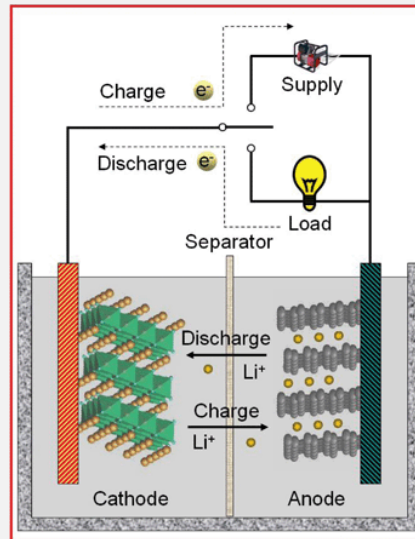 Charge e-
Supply
Discharge e-
Load
Separator
Discharge
Li+
Charge
Li+
Cathode
Anode